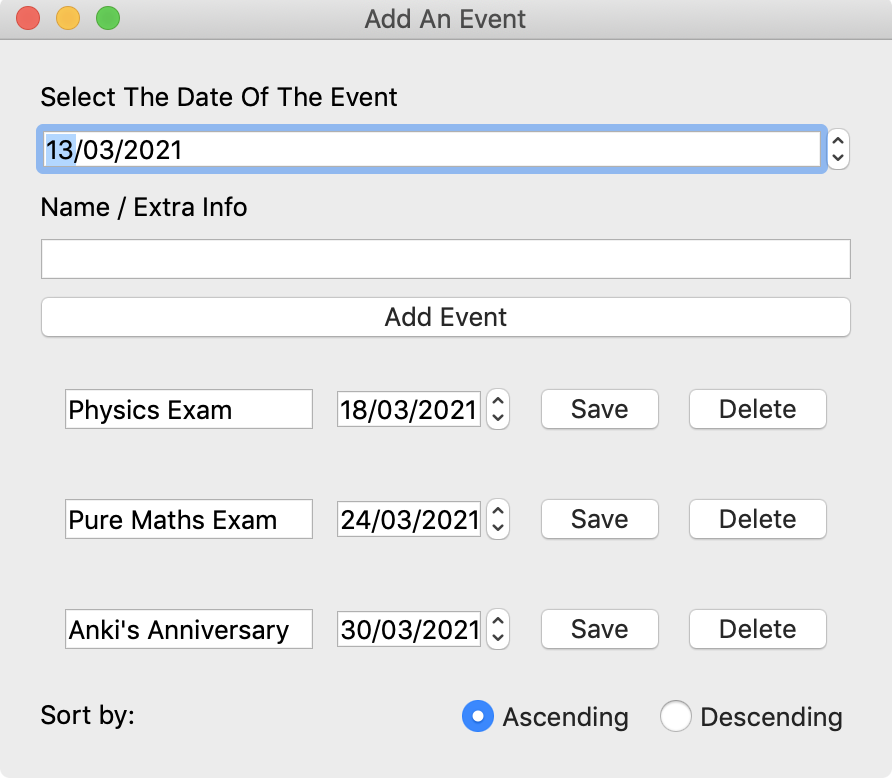 Add An Event
Select The Date Of The Event
13/03/2021
Name / Extra Info
Add Event
Physics Exam 18/03/2021 Save Delete
Pure Maths Exam 24/03/2021 Save Delete
Anki's Anniversary 30/03/2021 Save Delete
Sort by: Ascending Descending